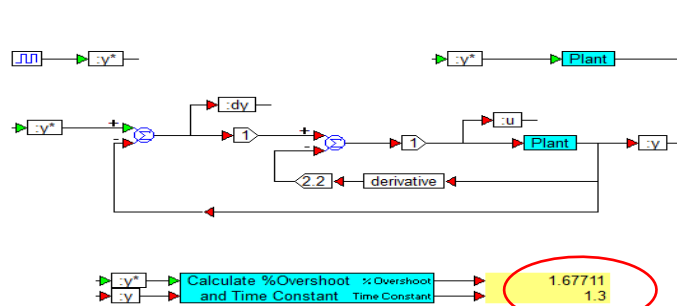 :y* :y* Plant
:dy :u
:y* + - Σ 1 + - Σ 1 Plant :y
2.2 derivative
:y* Calculate %Overshoot % Overshoot 1.67711
:y and Time Constant Time Constant 1.3